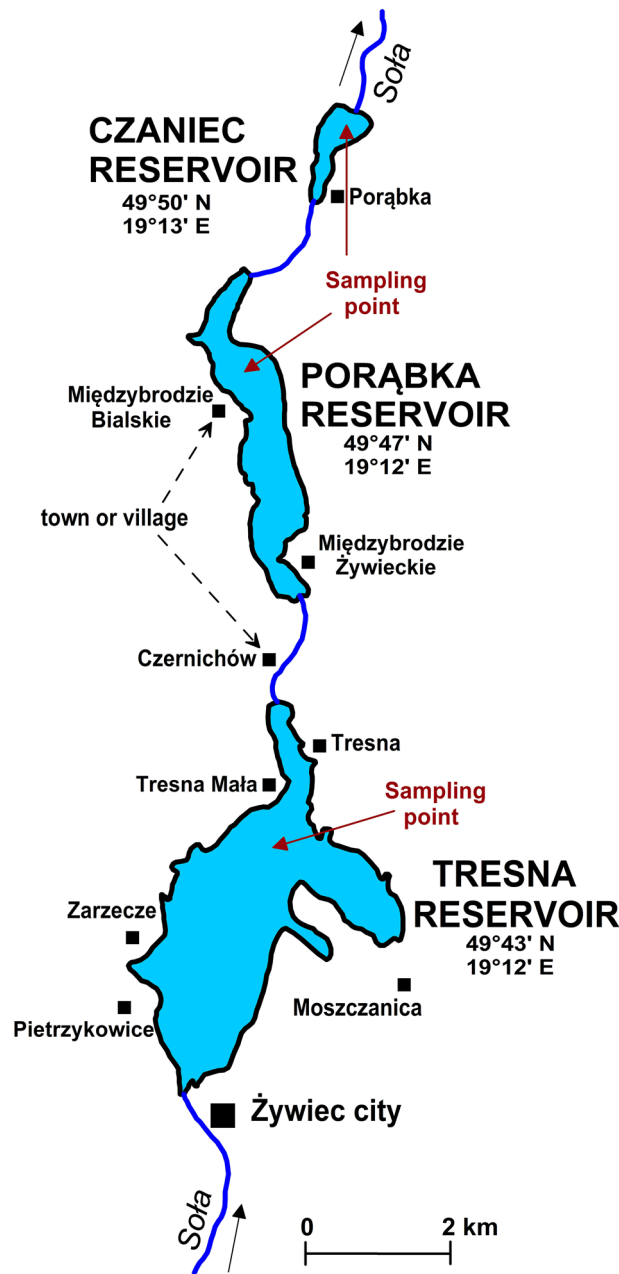 Soła
CZANIEC
RESERVOIR
49°50' N
19°13' E
Porąbka
Sampling
point
PORĄBKA
RESERVOIR
49°47' N
19°12' E
Międzybrodzie
Bialskie
town or village
Międzybrodzie
Żywieckie
Czernichów
Tresna
Tresna Mała
Sampling
point
TRESNA
RESERVOIR
49°43' N
19°12' E
Zarzecze
Moszczanica
Pietrzykowice
Żywiec city
Soła
0 2 km